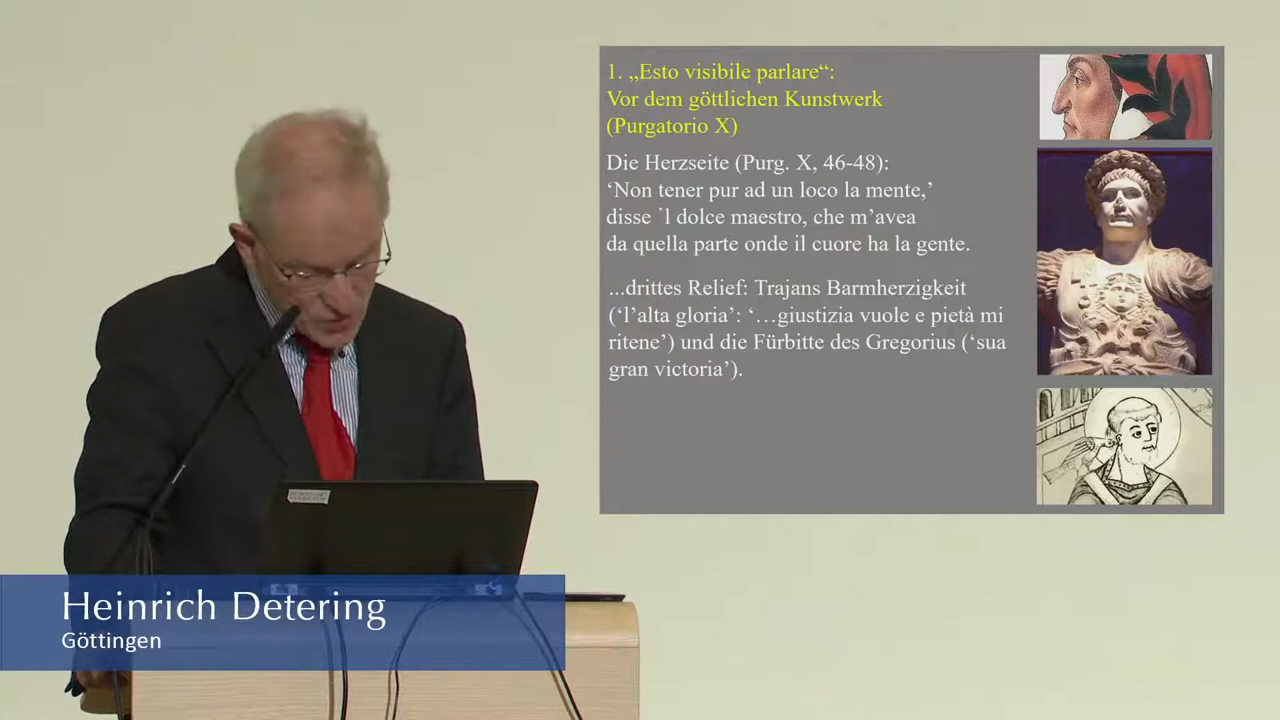 1. „Esto visibile parlare“:
Vor dem göttlichen Kunstwerk
(Purgatorio X)
Die Herzseite (Purg. X, 46-48):
‘Non tener pur ad un loco la mente,’
disse `l dolce maestro, che m’avea
da quella parte onde il cuore ha la gente.
...drittes Relief: Trajans Barmherzigkeit
(‘l’alta gloria’: ‘…giustizia vuole e pietà mi
ritene’) und die Fürbitte des Gregorius (‘sua
gran victoria’).
Heinrich Detering
Göttingen